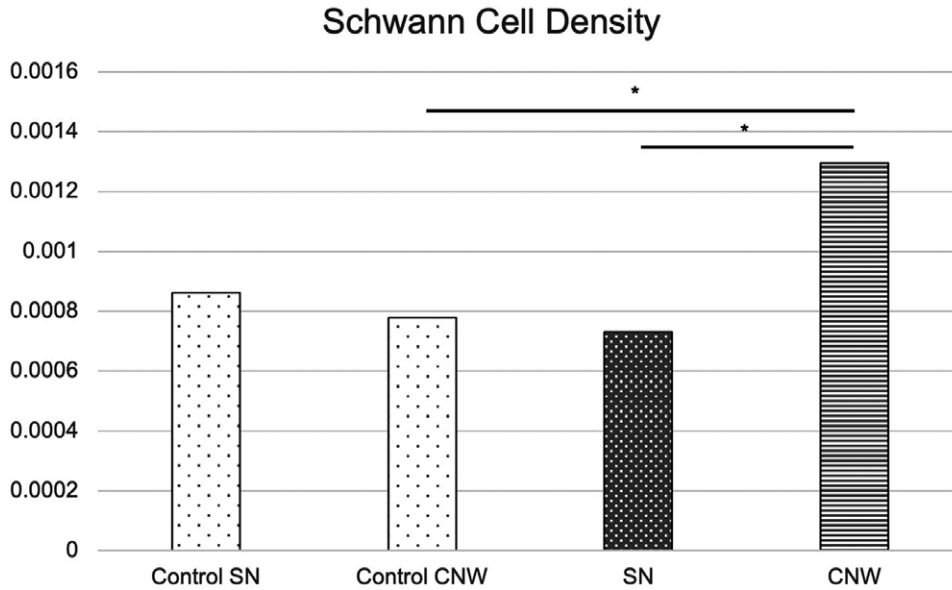 Schwann Cell Density
0.0016
0.0014
0.0012
0.001
0.0008
0.0006
0.0004
0.0002
0
*
*
Control SN
Control CNW
SN
CNW